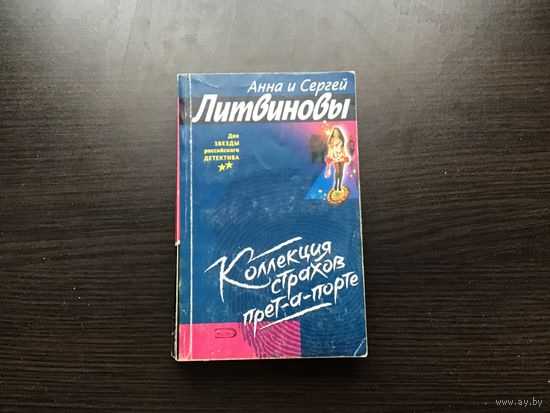 Анна и Сергей
Литвиновы
Две
ЗВЕЗДЫ
российского
ДЕТЕКТИВА
Коллекция
страхов
прет-а-порте
www.ay.by